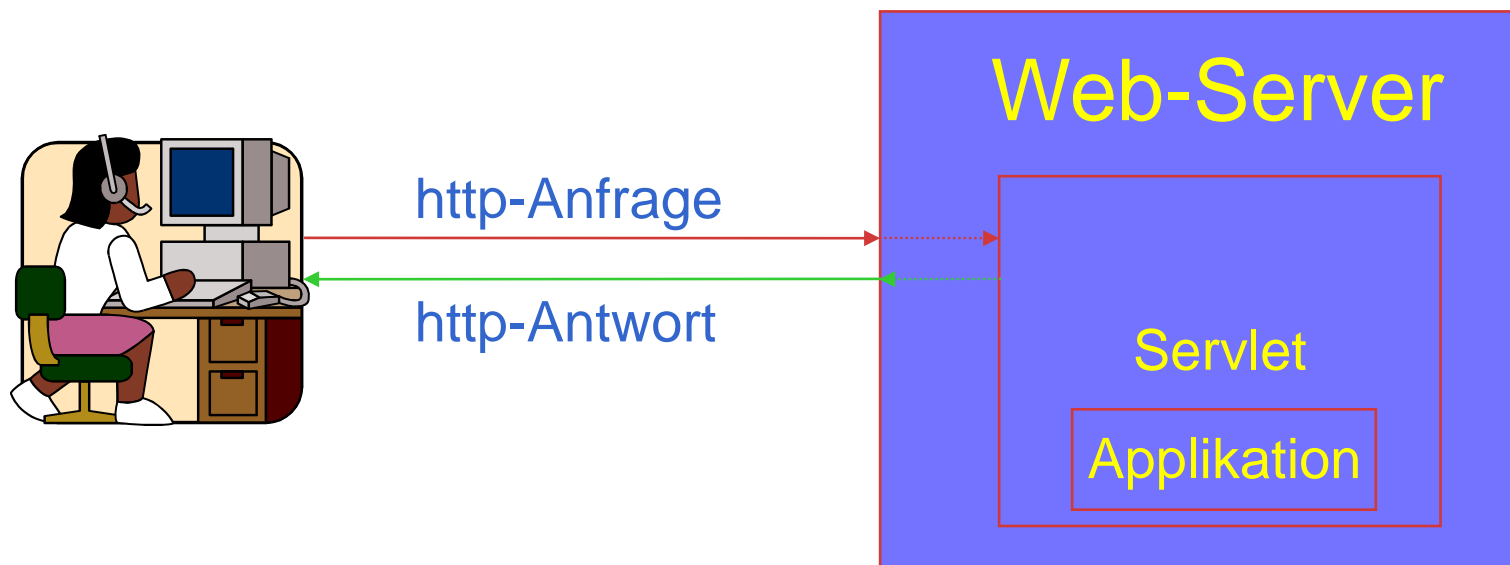 Web-Server
http-Anfrage
http-Antwort
Servlet
Applikation